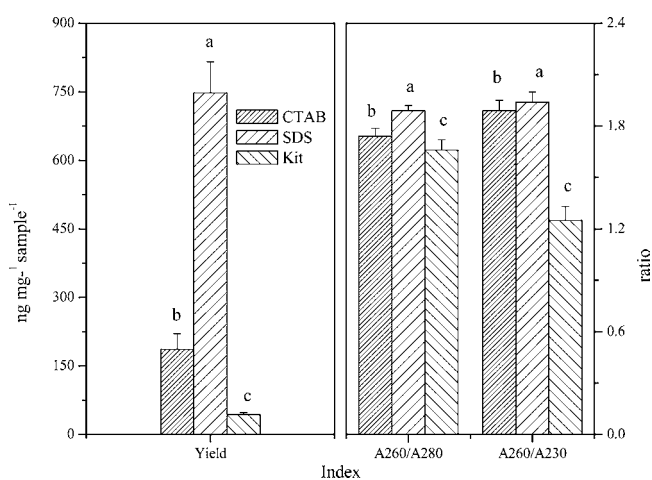 900
750
600
450
300
150
0
ng mg-¹ sample⁻¹
a
b
c
CTAB
SDS
Kit
b
a
c
b
a
c
2.4
1.8
1.2
0.6
0.0
ratio
Yield
A260/A280
A260/A230
Index